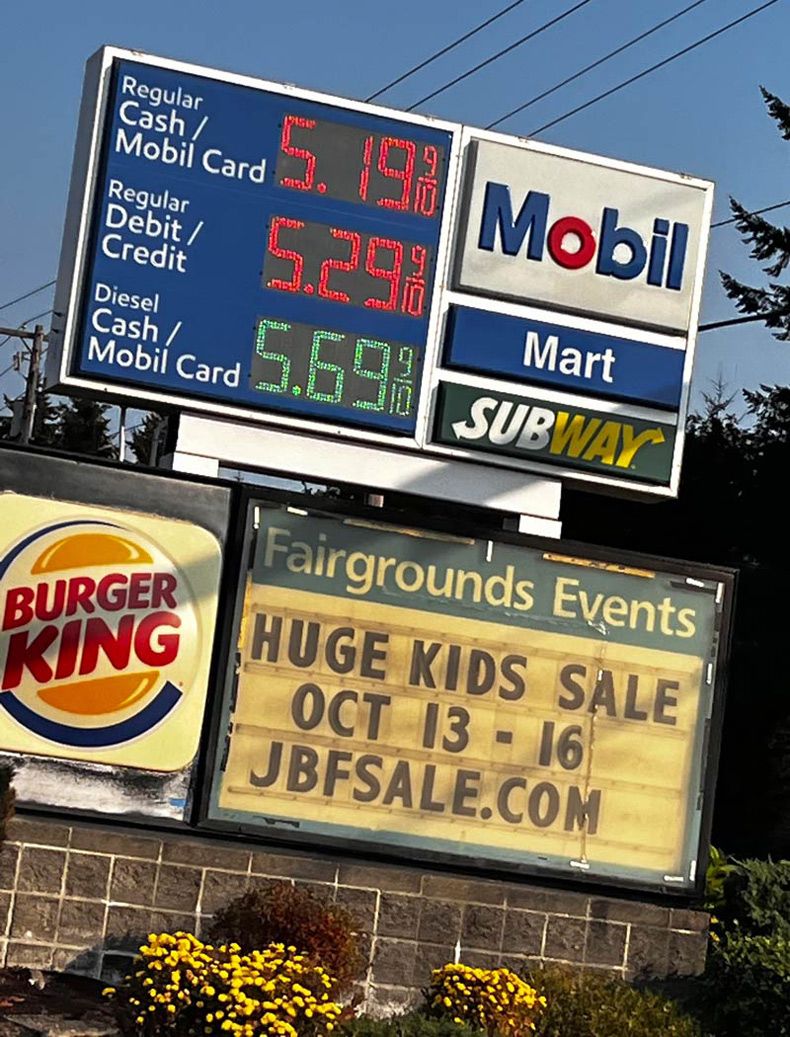 Regular
Cash /
Mobil Card
5.19 9/10
Regular
Debit /
Credit
5.29 9/10
Diesel
Cash /
Mobil Card
5.69 9/10
Mobil
Mart
SUBWAY
BURGER
KING
Fairgrounds Events
HUGE KIDS SALE
OCT 13 - 16
JBFSALE.COM